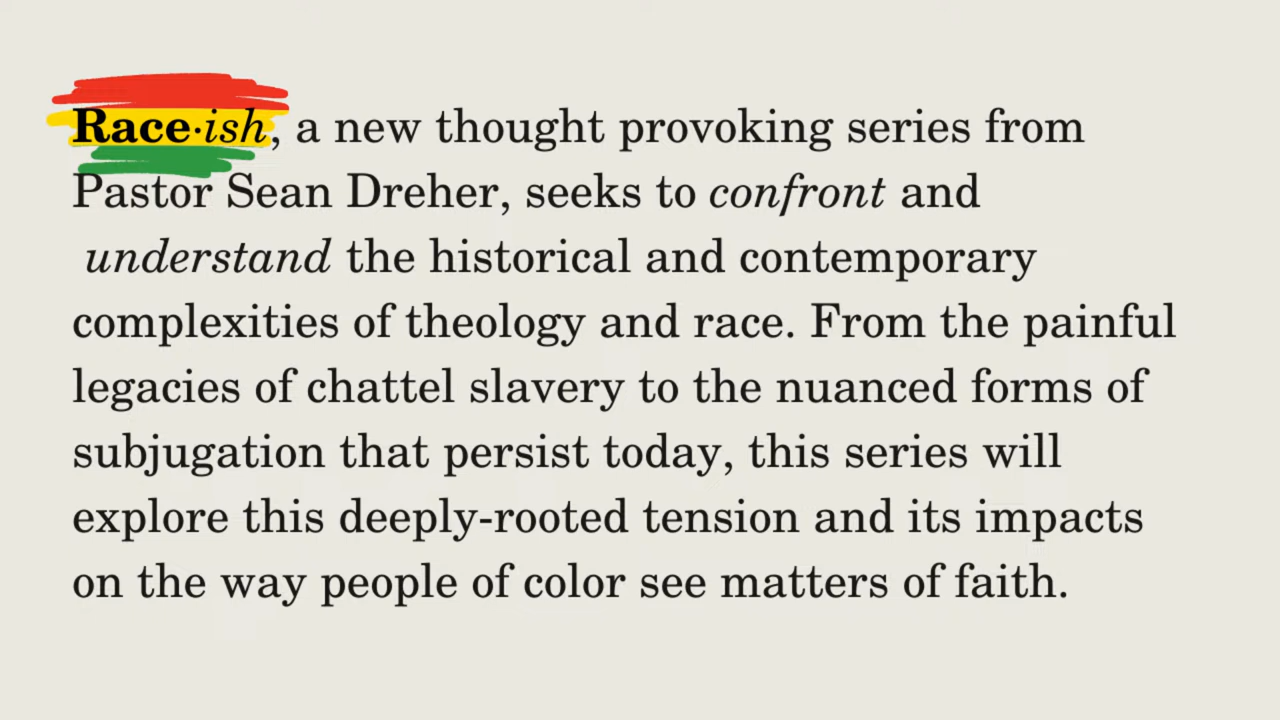 Race·ish, a new thought provoking series from
Pastor Sean Dreher, seeks to confront and
understand the historical and contemporary
complexities of theology and race. From the painful
legacies of chattel slavery to the nuanced forms of
subjugation that persist today, this series will
explore this deeply-rooted tension and its impacts
on the way people of color see matters of faith.